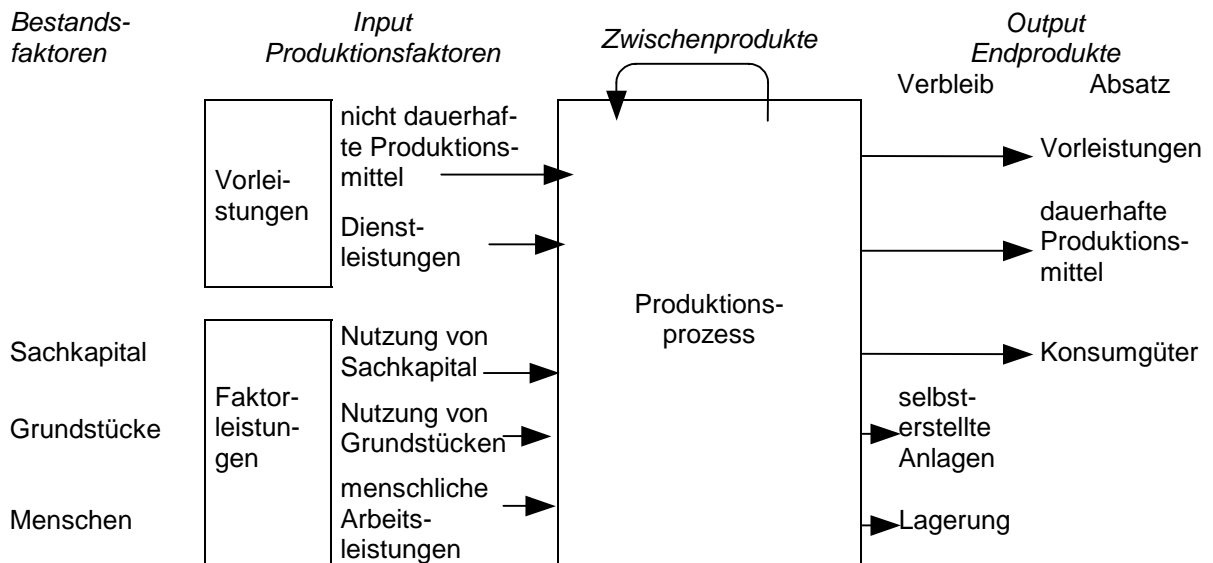 Bestands-
faktoren
Input
Produktionsfaktoren
Zwischenprodukte
Output
Endprodukte
Verbleib Absatz
Vorlei-
stungen
nicht dauerhaf-
te Produktions-
mittel
Dienst-
leistungen
Sachkapital
Grundstücke
Menschen
Faktor-
leistun-
gen
Nutzung von
Sachkapital
Nutzung von
Grundstücken
menschliche
Arbeits-
leistungen
Produktions-
prozess
Vorleistungen
dauerhafte
Produktions-
mittel
Konsumgüter
selbst-
erstellte
Anlagen
Lagerung